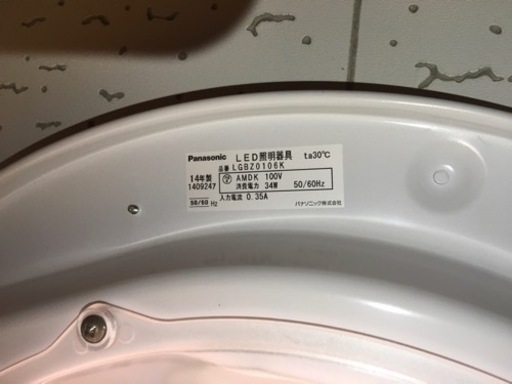 Panasonic LED照明器具 ta30℃
品番 LGBZ0106K
14年製 AMDK 100V
1409247 消費電力 34W 50/60Hz
50/60 Hz 入力電流 0.35A
パナソニック株式会社